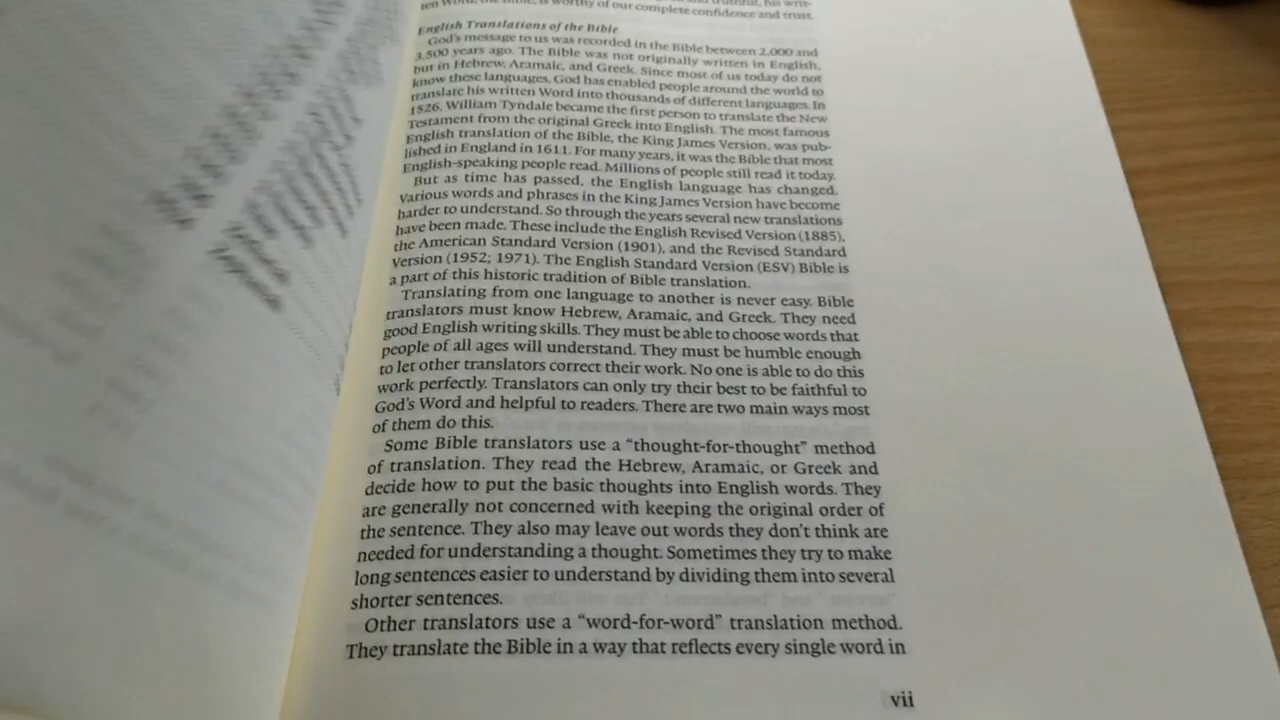 ten Word, the Bible, is worthy of our complete confidence and trust.
English Translations of the Bible
God's message to us was recorded in the Bible between 2,000 and
3,500 years ago. The Bible was not originally written in English,
but in Hebrew, Aramaic, and Greek. Since most of us today do not
know these languages, God has enabled people around the world to
translate his written Word into thousands of different languages. In
1526, William Tyndale became the first person to translate the New
Testament from the original Greek into English. The most famous
English translation of the Bible, the King James Version, was pub-
lished in England in 1611. For many years, it was the Bible that most
English-speaking people read. Millions of people still read it today.
But as time has passed, the English language has changed.
Various words and phrases in the King James Version have become
harder to understand. So through the years several new translations
have been made. These include the English Revised Version (1885),
the American Standard Version (1901), and the Revised Standard
Version (1952; 1971). The English Standard Version (ESV) Bible is
a part of this historic tradition of Bible translation.
Translating from one language to another is never easy. Bible
translators must know Hebrew, Aramaic, and Greek. They need
good English writing skills. They must be able to choose words that
people of all ages will understand. They must be humble enough
to let other translators correct their work. No one is able to do this
work perfectly. Translators can only try their best to be faithful to
God's Word and helpful to readers. There are two main ways most
of them do this.
Some Bible translators use a "thought-for-thought" method
of translation. They read the Hebrew, Aramaic, or Greek and
decide how to put the basic thoughts into English words. They
are generally not concerned with keeping the original order of
the sentence. They also may leave out words they don't think are
needed for understanding a thought. Sometimes they try to make
long sentences easier to understand by dividing them into several
shorter sentences.
Other translators use a "word-for-word" translation method.
They translate the Bible in a way that reflects every single word in
vii